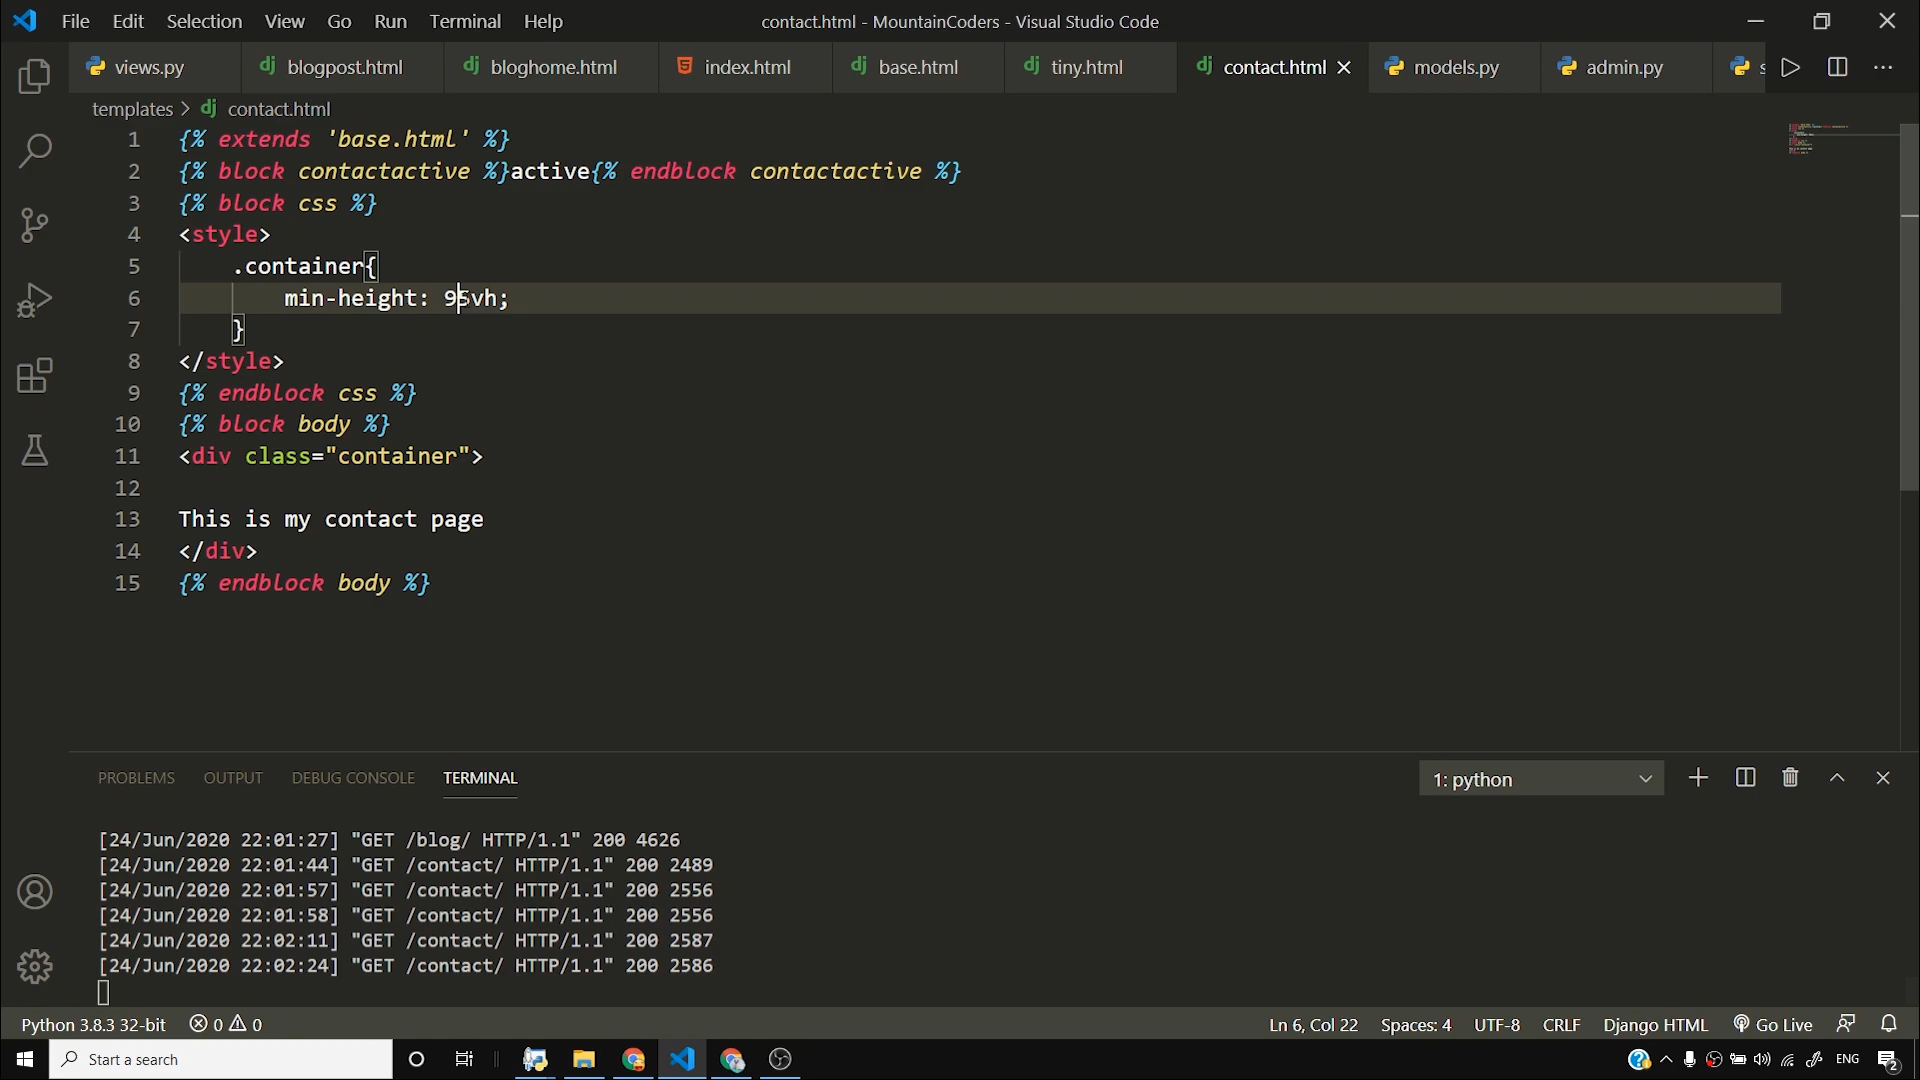 File Edit Selection View Go Run Terminal Help
contact.html - MountainCoders - Visual Studio Code
views.py blogpost.html bloghome.html index.html base.html tiny.html contact.html models.py admin.py s
templates > contact.html
1 {% extends 'base.html' %}
2 {% block contactactive %}active{% endblock contactactive %}
3 {% block css %}
4 <style>
5 .container{
6 min-height: 95vh;
7 }
8 </style>
9 {% endblock css %}
10 {% block body %}
11 <div class="container">
12
13 This is my contact page
14 </div>
15 {% endblock body %}
PROBLEMS OUTPUT DEBUG CONSOLE TERMINAL
1: python
[24/Jun/2020 22:01:27] "GET /blog/ HTTP/1.1" 200 4626
[24/Jun/2020 22:01:44] "GET /contact/ HTTP/1.1" 200 2489
[24/Jun/2020 22:01:57] "GET /contact/ HTTP/1.1" 200 2556
[24/Jun/2020 22:01:58] "GET /contact/ HTTP/1.1" 200 2556
[24/Jun/2020 22:02:11] "GET /contact/ HTTP/1.1" 200 2587
[24/Jun/2020 22:02:24] "GET /contact/ HTTP/1.1" 200 2586
Python 3.8.3 32-bit 0 0
Ln 6, Col 22 Spaces: 4 UTF-8 CRLF Django HTML Go Live
Start a search
ENG 2